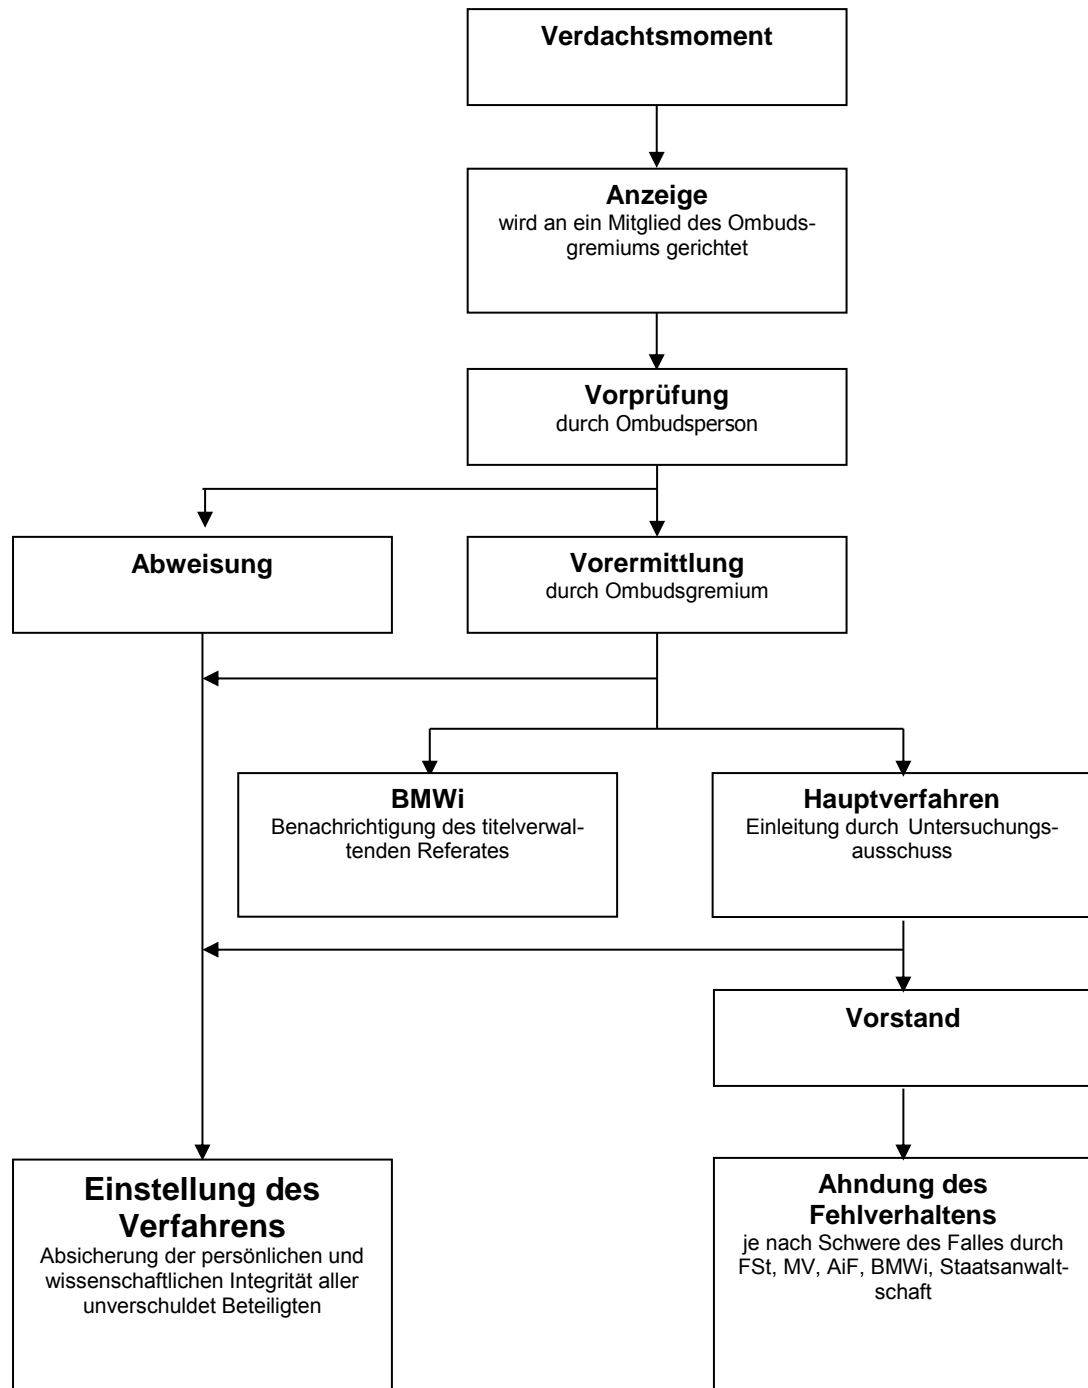 Verdachtsmoment
Anzeige
wird an ein Mitglied des Ombuds-
gremiums gerichtet
Vorprüfung
durch Ombudsperson
Abweisung
Vorermittlung
durch Ombudsgremium
BMWi
Benachrichtigung des titelverwal-
tenden Referates
Hauptverfahren
Einleitung durch Untersuchungs-
ausschuss
Vorstand
Einstellung des
Verfahrens
Absicherung der persönlichen und
wissenschaftlichen Integrität aller
unverschuldet Beteiligten
Ahndung des
Fehlverhaltens
je nach Schwere des Falles durch
FSt, MV, AiF, BMWi, Staatsanwalt-
schaft